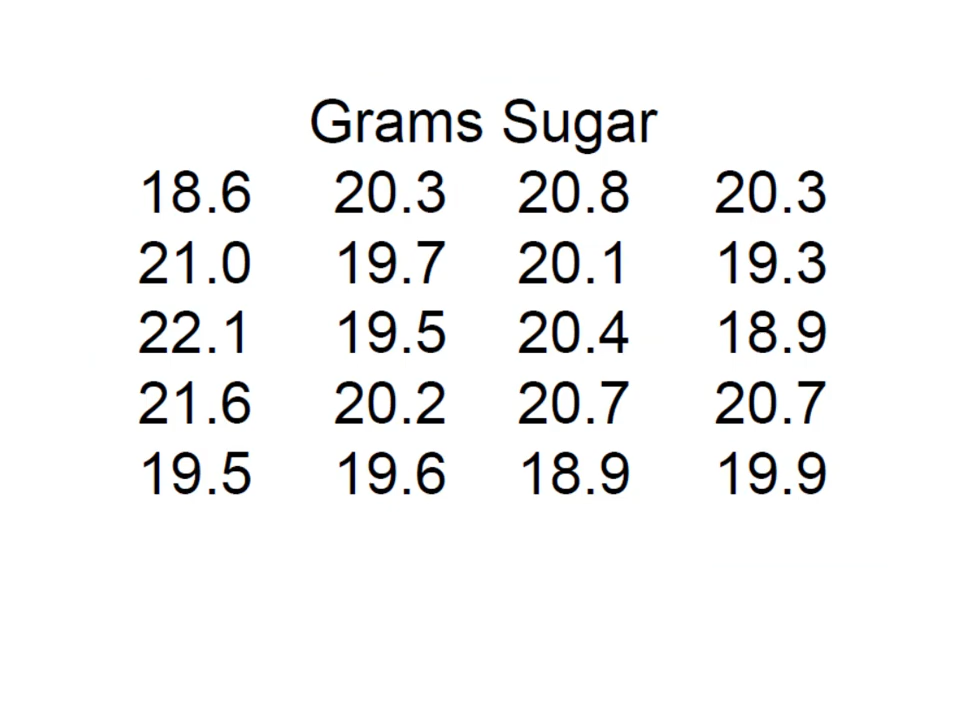 Grams Sugar
18.6 20.3 20.8 20.3
21.0 19.7 20.1 19.3
22.1 19.5 20.4 18.9
21.6 20.2 20.7 20.7
19.5 19.6 18.9 19.9